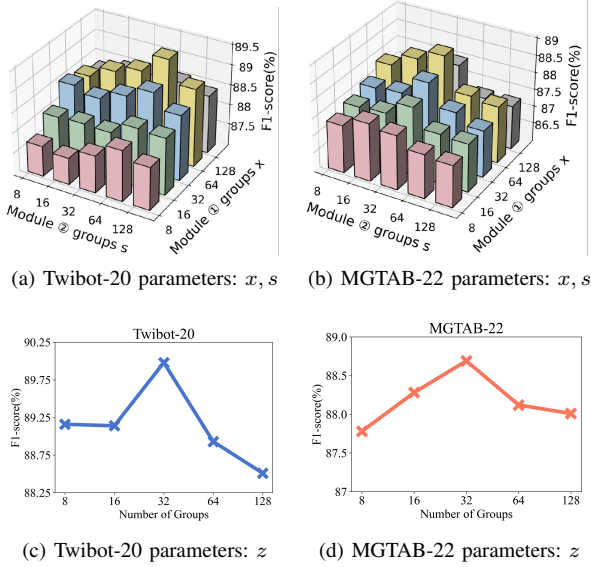 89.5
89
88.5
88
87.5
F1-score(%)
8
16
32
64
128
Module ② groups s
8
16
32
64
128
Module ① groups x
(a) Twibot-20 parameters: x, s
89
88.5
88
87.5
87
86.5
F1-score(%)
8
16
32
64
128
Module ② groups s
8
16
32
64
128
Module ① groups x
(b) MGTAB-22 parameters: x, s
Twibot-20
90.25
89.75
89.25
88.75
88.25
F1-score(%)
8 16 32 64 128
Number of Groups
(c) Twibot-20 parameters: z
MGTAB-22
89.0
88.5
88.0
87.5
87
F1-score(%)
8 16 32 64 128
Number of Groups
(d) MGTAB-22 parameters: z